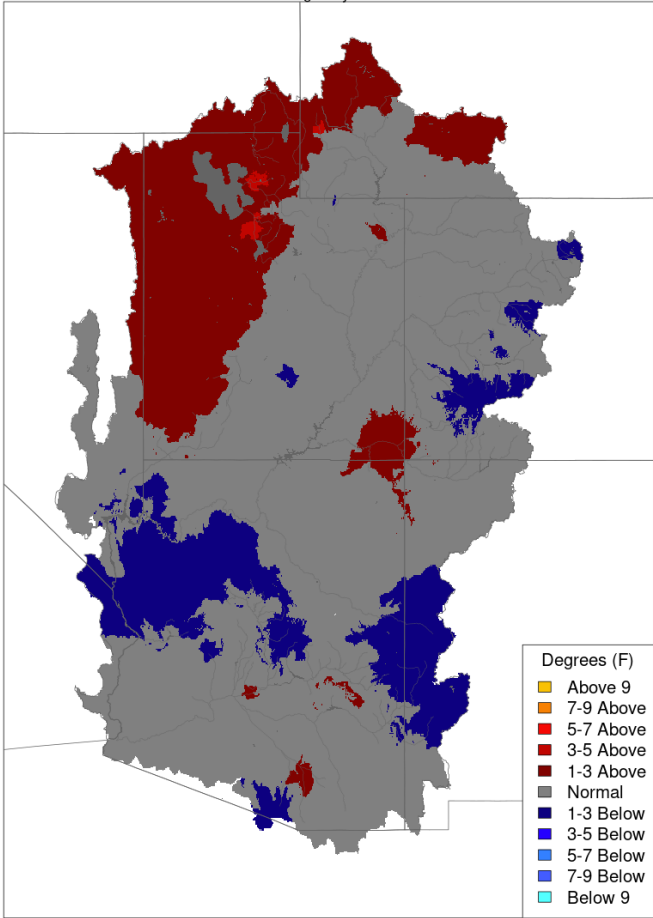 Degrees (F)
Above 9
7-9 Above
5-7 Above
3-5 Above
1-3 Above
Normal
1-3 Below
3-5 Below
5-7 Below
7-9 Below
Below 9